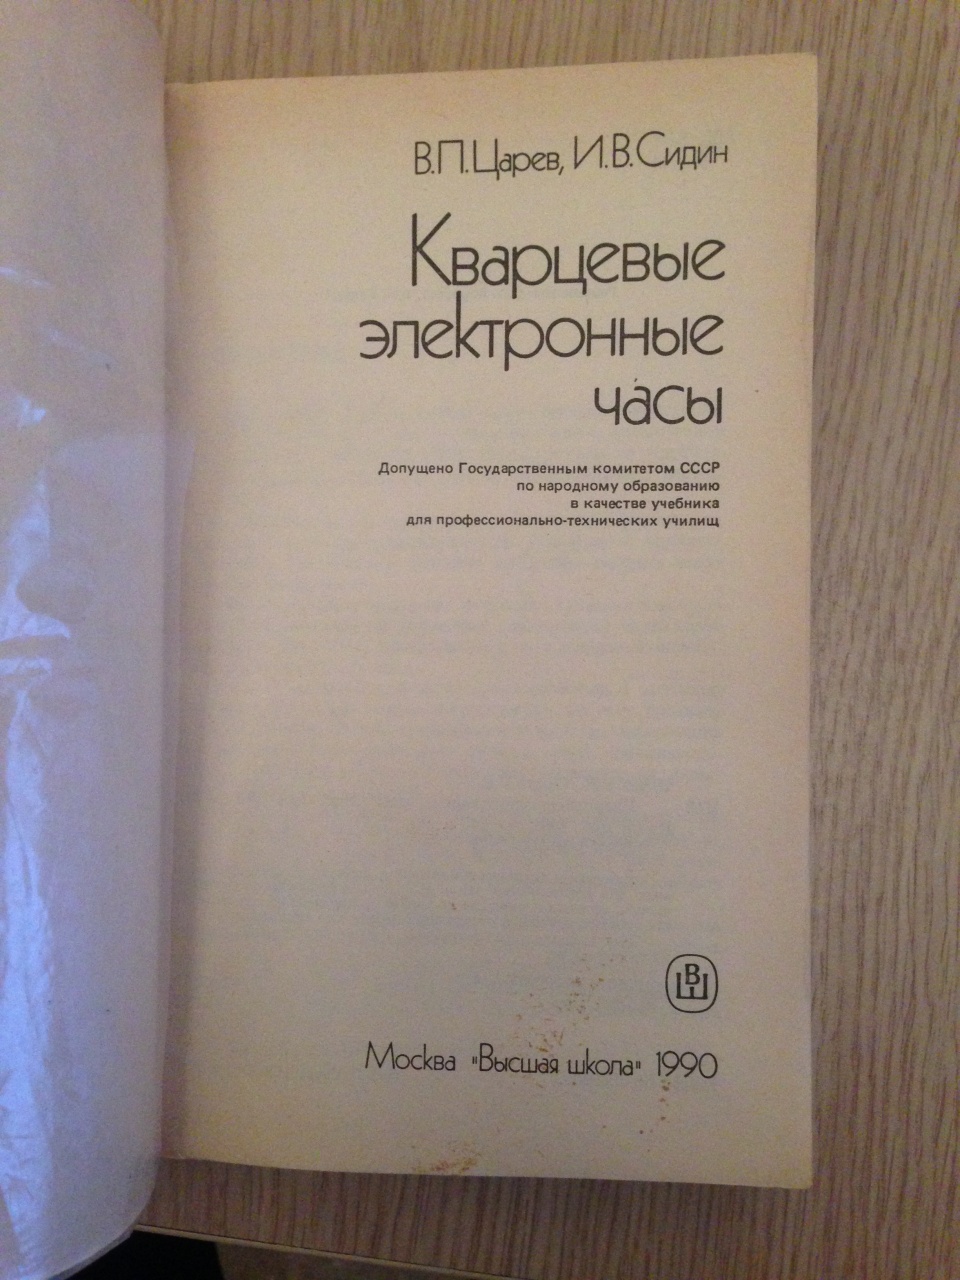 В.П.Царев, И.В.Сидин
Кварцевые
электронные
часы
Допущено Государственным комитетом СССР
по народному образованию
в качестве учебника
для профессионально-технических училищ
ВШ
Москва "Высшая школа" 1990